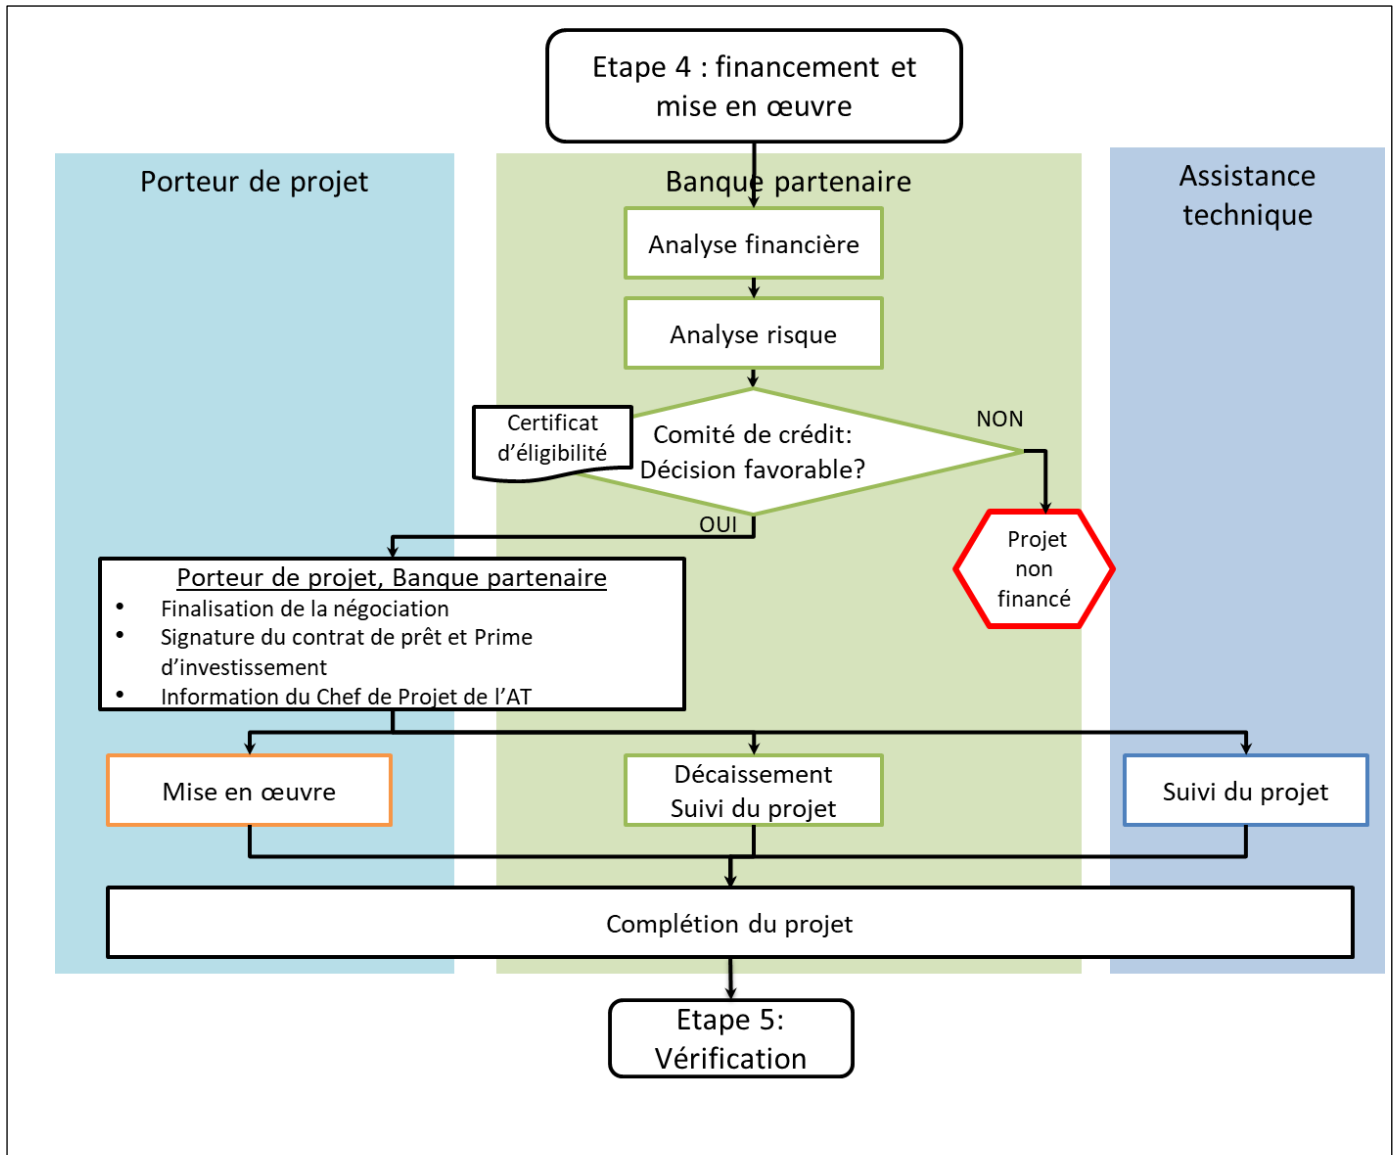 Etape 4 : financement et
mise en œuvre
Porteur de projet
Banque partenaire
Assistance
technique
Analyse financière
Analyse risque
Certificat
d’éligibilité
Comité de crédit:
Décision favorable?
NON
OUI
Projet
non
financé
Porteur de projet, Banque partenaire
• Finalisation de la négociation
• Signature du contrat de prêt et Prime
d’investissement
• Information du Chef de Projet de l’AT
Mise en œuvre
Décaissement
Suivi du projet
Suivi du projet
Complétion du projet
Etape 5:
Vérification